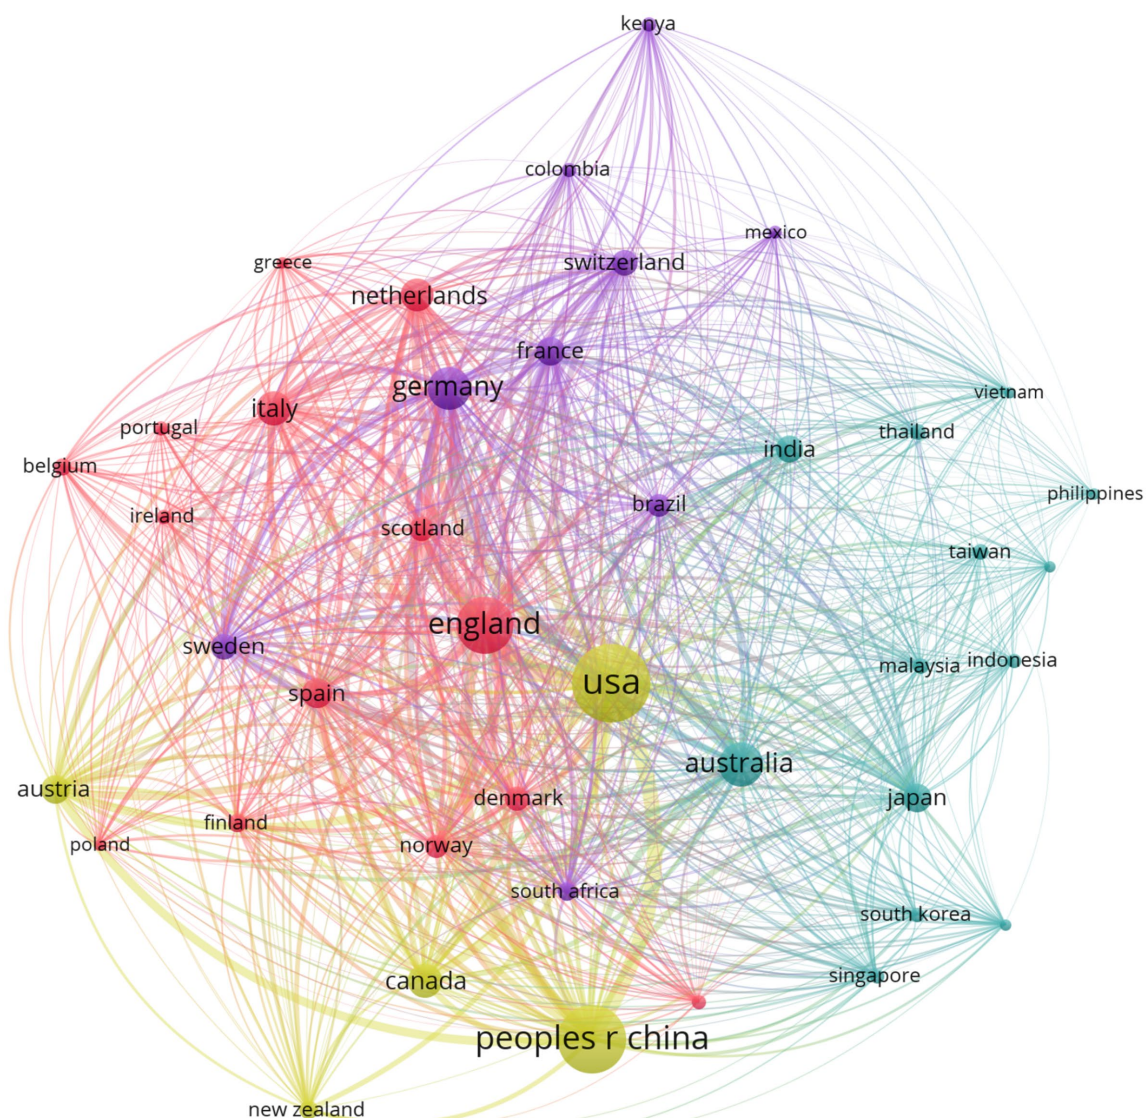 kenya
colombia
mexico
greece
switzerland
netherlands
france
germany
vietnam
italy
portugal
thailand
india
belgium
philippines
brazil
ireland
scotland
taiwan
england
sweden
malaysia
indonesia
usa
spain
australia
austria
denmark
japan
finland
poland
norway
south africa
south korea
singapore
canada
peoples r china
new zealand